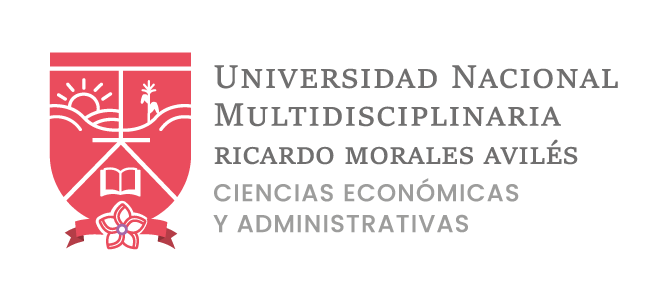 UNIVERSIDAD NACIONAL
MULTIDISCIPLINARIA
RICARDO MORALES AVILÉS
CIENCIAS ECONÓMICAS
Y ADMINISTRATIVAS